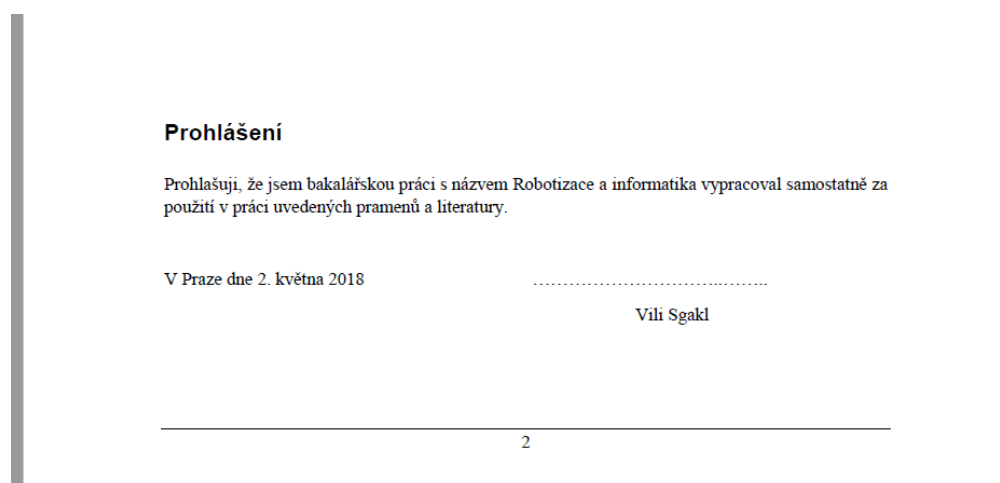 Prohlášení
Prohlašuji, že jsem bakalářskou práci s názvem Robotizace a informatika vypracoval samostatně za
použití v práci uvedených pramenů a literatury.
V Praze dne 2. května 2018 …………………………..……..
Vili Sgakl
2